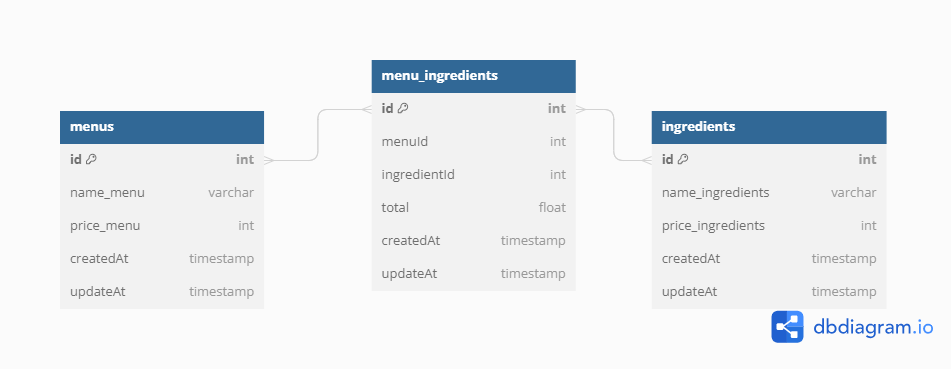 menus
id int
name_menu varchar
price_menu int
createdAt timestamp
updateAt timestamp
menu_ingredients
id int
menuId int
ingredientId int
total float
createdAt timestamp
updateAt timestamp
ingredients
id int
name_ingredients varchar
price_ingredients int
createdAt timestamp
updateAt timestamp
dbdiagram.io